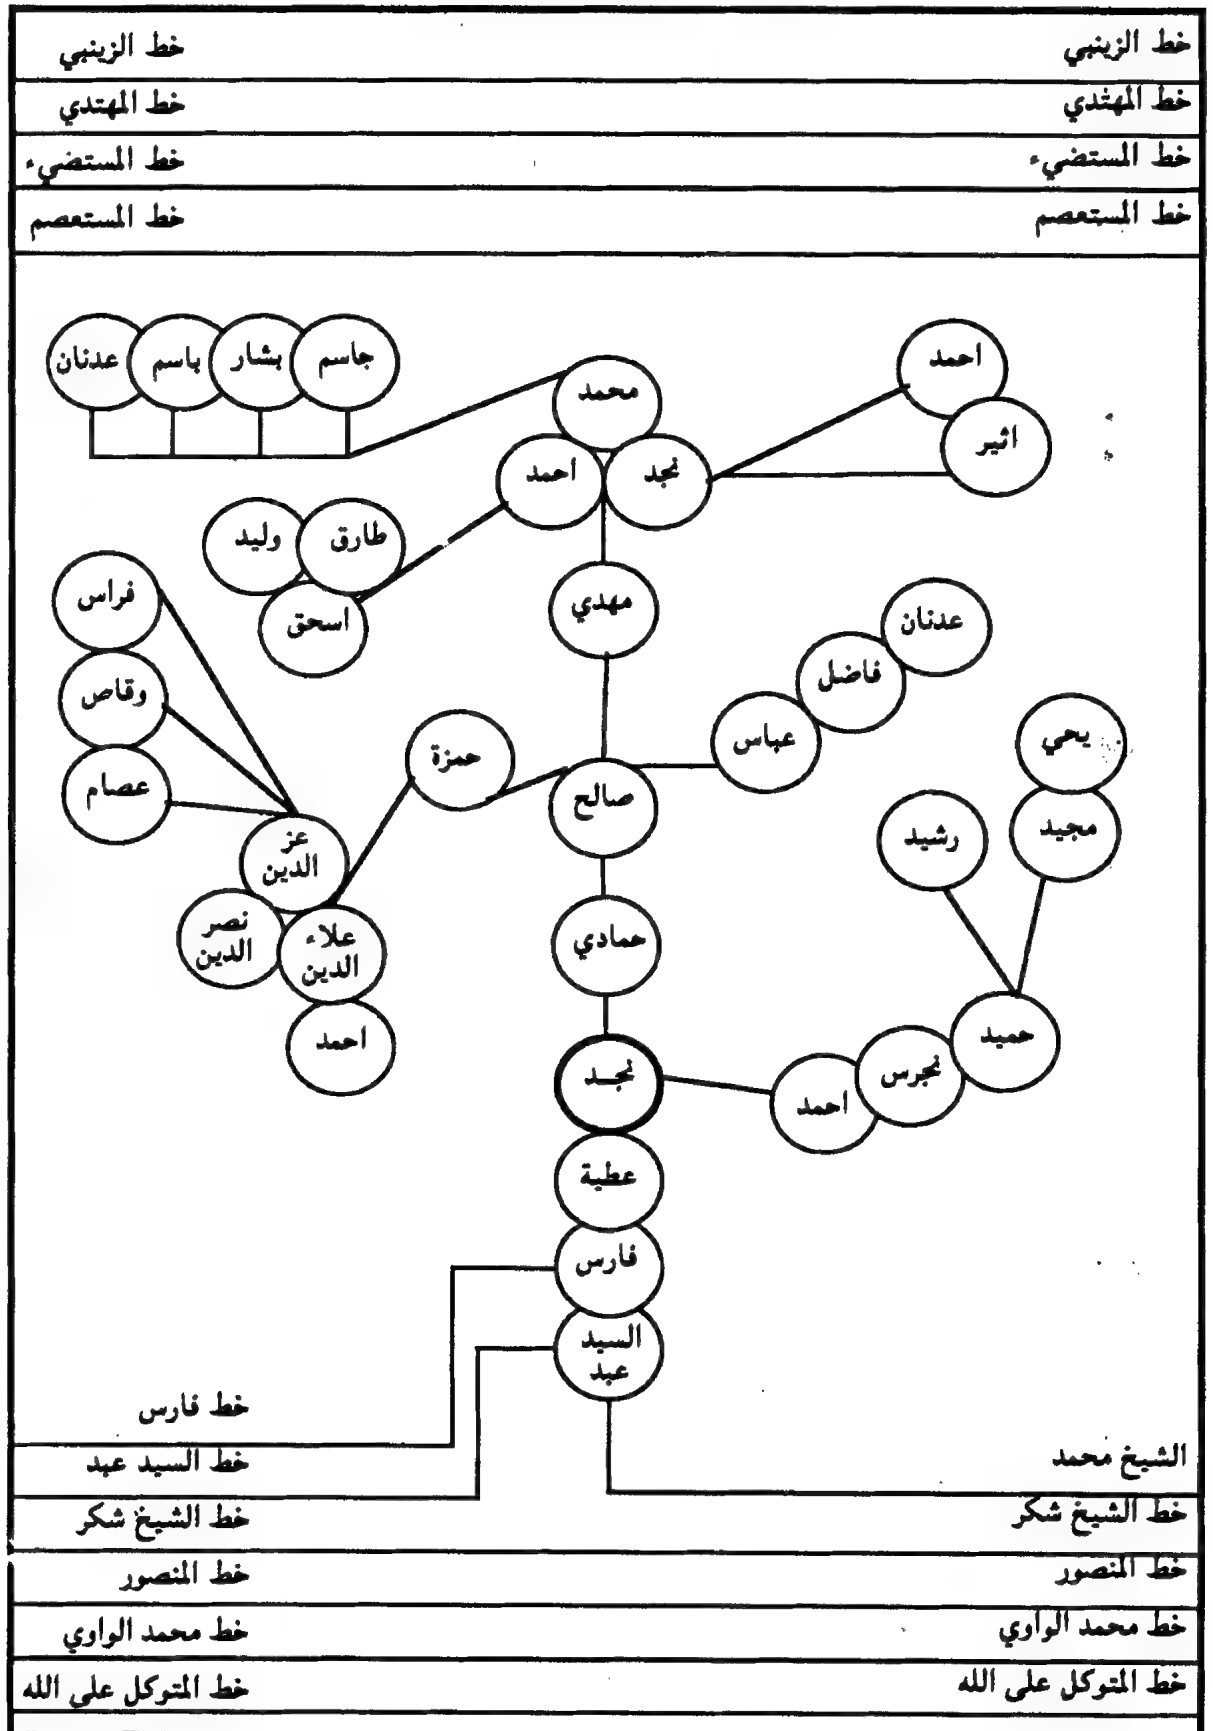 خط الزينبي
خط الزينبي
خط المهتدي
خط المهتدي
خط المستضيء
خط المستضيء
خط المستعصم
خط المستعصم
احمد
اثير
محمد
نجد
احمد
جاسم
بشار
باسم
عدنان
طارق
وليد
اسحق
مهدي
عدنان
فاضل
عباس
فراس
وقاص
عصام
حمزة
صالح
يحي
مجيد
رشيد
عز
الدين
نصر
الدين
علاء
الدين
احمد
حمادي
حميد
نجرس
احمد
نجد
عطية
فارس
السيد
عبد
خط فارس
الشيخ محمد
خط السيد عبد
خط الشيخ شكر
خط الشيخ شكر
خط المنصور
خط المنصور
خط محمد الواوي
خط محمد الواوي
خط المتوكل على الله
خط المتوكل على الله